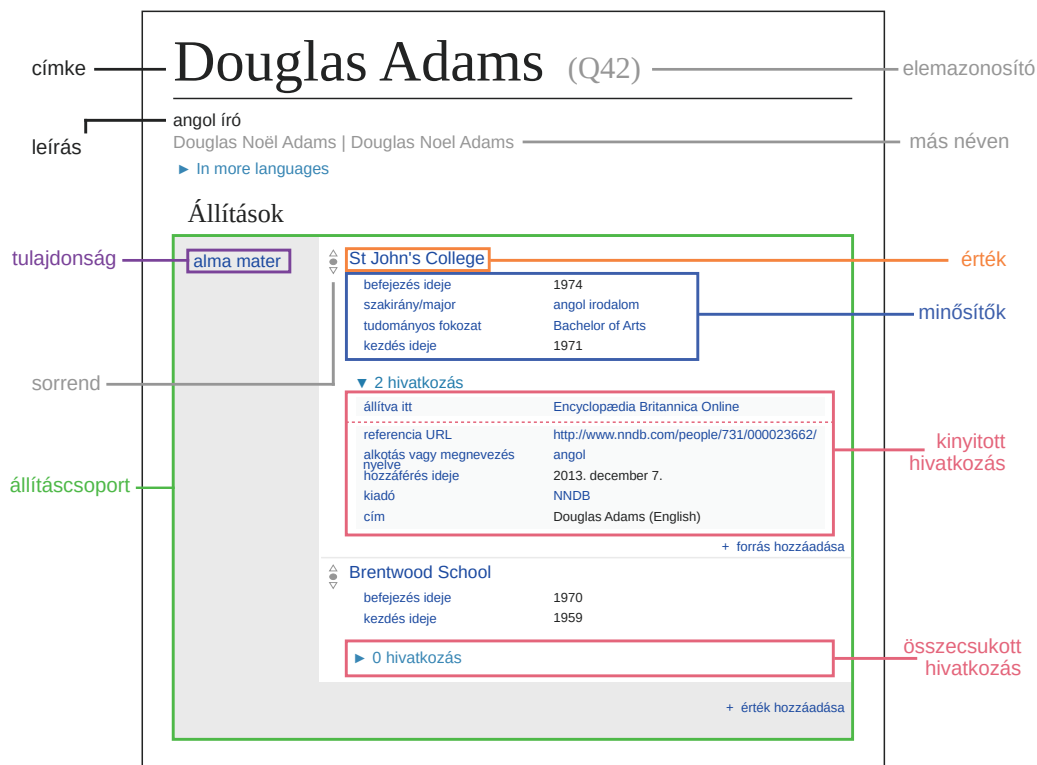 címke
Douglas Adams (Q42)
elemazonosító
leírás
angol író
Douglas Noël Adams | Douglas Noel Adams
más néven
► In more languages
Állítások
tulajdonság
alma mater
St John's College
érték
befejezés ideje 1974
szakirány/major angol irodalom
minősítők
tudományos fokozat Bachelor of Arts
kezdés ideje 1971
sorrend
▼ 2 hivatkozás
állítva itt Encyclopædia Britannica Online
referencia URL http://www.nndb.com/people/731/000023662/
kinyitott
hivatkozás
alkotás vagy megnevezés angol
nyelve
hozzáférés ideje 2013. december 7.
állításcsoport
kiadó NNDB
cím Douglas Adams (English)
+ forrás hozzáadása
Brentwood School
befejezés ideje 1970
kezdés ideje 1959
összecsukott
hivatkozás
► 0 hivatkozás
+ érték hozzáadása